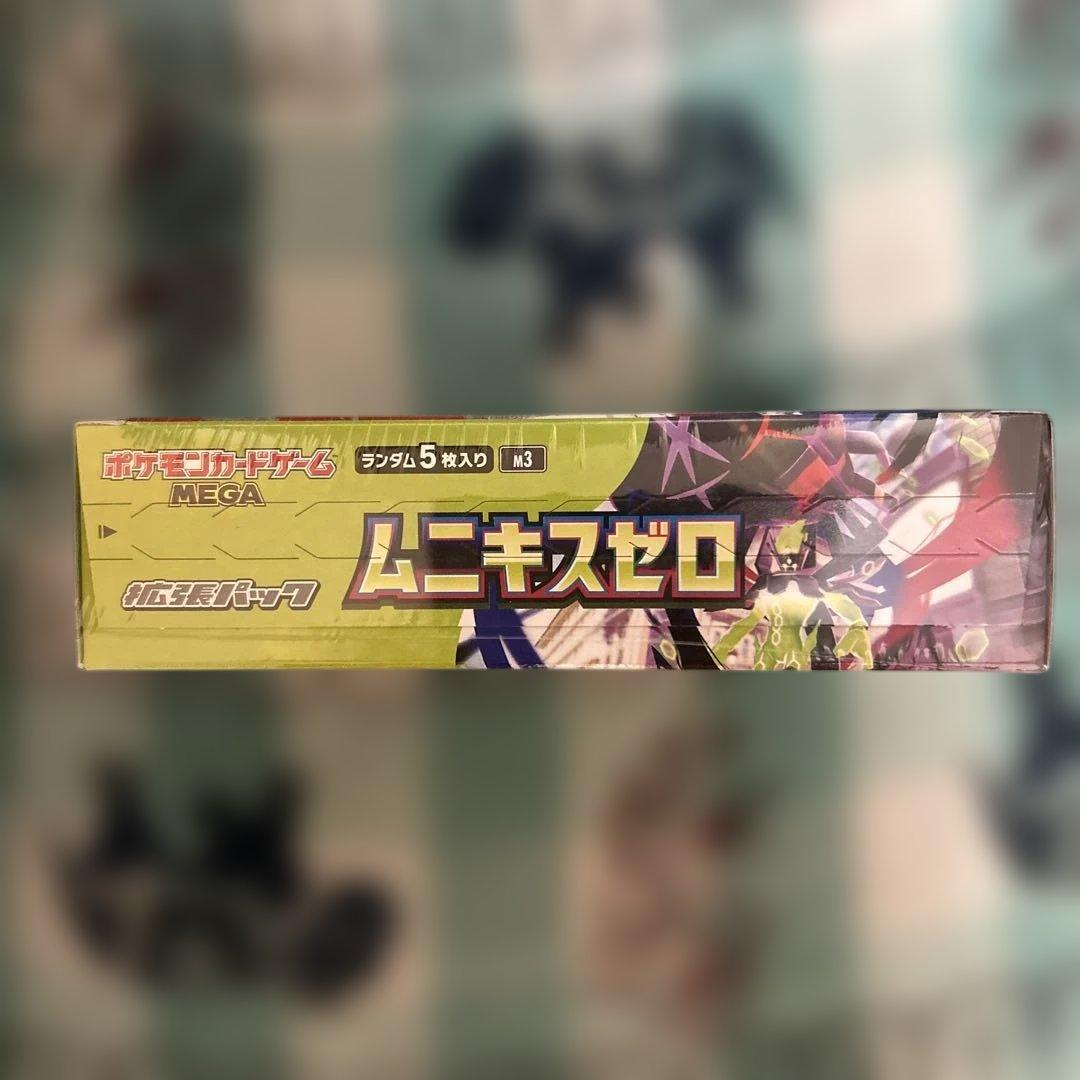 ポケモンカードゲーム
MEGA
ランダム5枚入り
M3
ムニキスゼロ
拡張パック